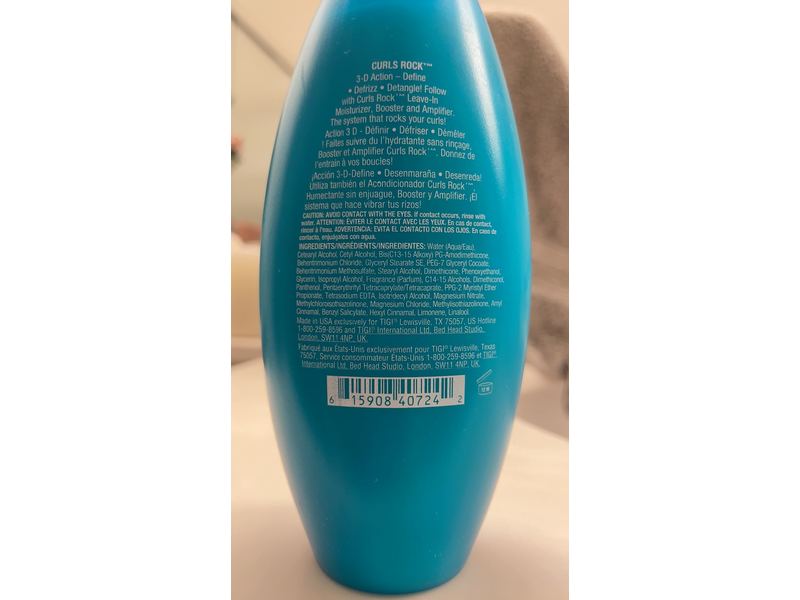 CURLS ROCK™
3-D Action – Define
• Defrizz • Detangle! Follow
with Curls Rock™ Leave-In
Moisturizer, Booster and Amplifier.
The system that rocks your curls!
Action 3 D - Définir • Défriser • Démêler
! Faites suivre du l'hydratante sans rinçage,
Booster et Amplifier Curls Rock™. Donnez de
l'entrain à vos boucles!
¡Acción 3-D-Define • Desenmaraña • Desenreda!
Utiliza también el Acondicionador Curls Rock™,
Humectante sin enjuague, Booster y Amplifier. ¡El
sistema que hace vibrar tus rizos!
CAUTION: AVOID CONTACT WITH THE EYES. If contact occurs, rinse with
water. ATTENTION: EVITER LE CONTACT AVEC LES YEUX. En cas de contact,
rincer à l'eau. ADVERTENCIA: EVITA EL CONTACTO CON LOS OJOS. En caso de
contacto, enjuájalos con aqua.
INGREDIENTS/INGRÉDIENTS/INGREDIENTES: Water (Aqua/Eau),
Cetearyl Alcohol, Cetyl Alcohol, Bis(C13-15 Alkoxy) PG-Amodimethicone,
Behentrimonium Chloride, Glyceryl Stearate SE, PEG-7 Glyceryl Cocoate,
Behentrimonium Methosulfate, Stearyl Alcohol, Dimethicone, Phenoxyethanol,
Glycerin, Isopropyl Alcohol, Fragrance (Parfum), C14-15 Alcohols, Dimethiconol,
Panthenol, Pentaerythrityl Tetracaprylate/Tetracaprate, PPG-2 Myristyl Ether
Propionate, Tetrasodium EDTA, Isotridecyl Alcohol, Magnesium Nitrate,
Methylchloroisothiazolinone, Magnesium Chloride, Methylisothiazolinone, Amyl
Cinnamal, Benzyl Salicylate, Hexyl Cinnamal, Limonene, Linalool.
Made in USA exclusively for TIGI® Lewisville, TX 75057, US Hotline
1-800-259-8596 and TIGI® International Ltd, Bed Head Studio,
London, SW11 4NP, UK.
Fabriqué aux États-Unis exclusivement pour TIGI® Lewisville, Texas
75057, Service consommateur États-Unis 1-800-259-8596 et TIGI®
International Ltd, Bed Head Studio, London, SW11 4NP, UK.
6 15908 40724 2